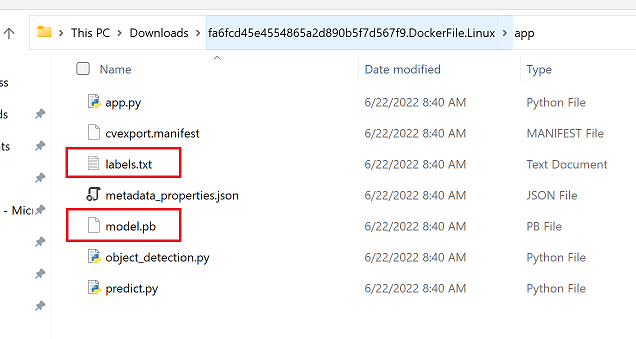 This PC > Downloads > fa6fcd45e4554865a2d890b5f7d567f9.DockerFile.Linux > app
Name Date modified Type
ss
app.py 6/22/2022 8:40 AM Python File
ds
cvexport.manifest 6/22/2022 8:40 AM MANIFEST File
nts
labels.txt 6/22/2022 8:40 AM Text Document
metadata_properties.json 6/22/2022 8:40 AM JSON File
- Micr
model.pb 6/22/2022 8:40 AM PB File
object_detection.py 6/22/2022 8:40 AM Python File
predict.py 6/22/2022 8:40 AM Python File